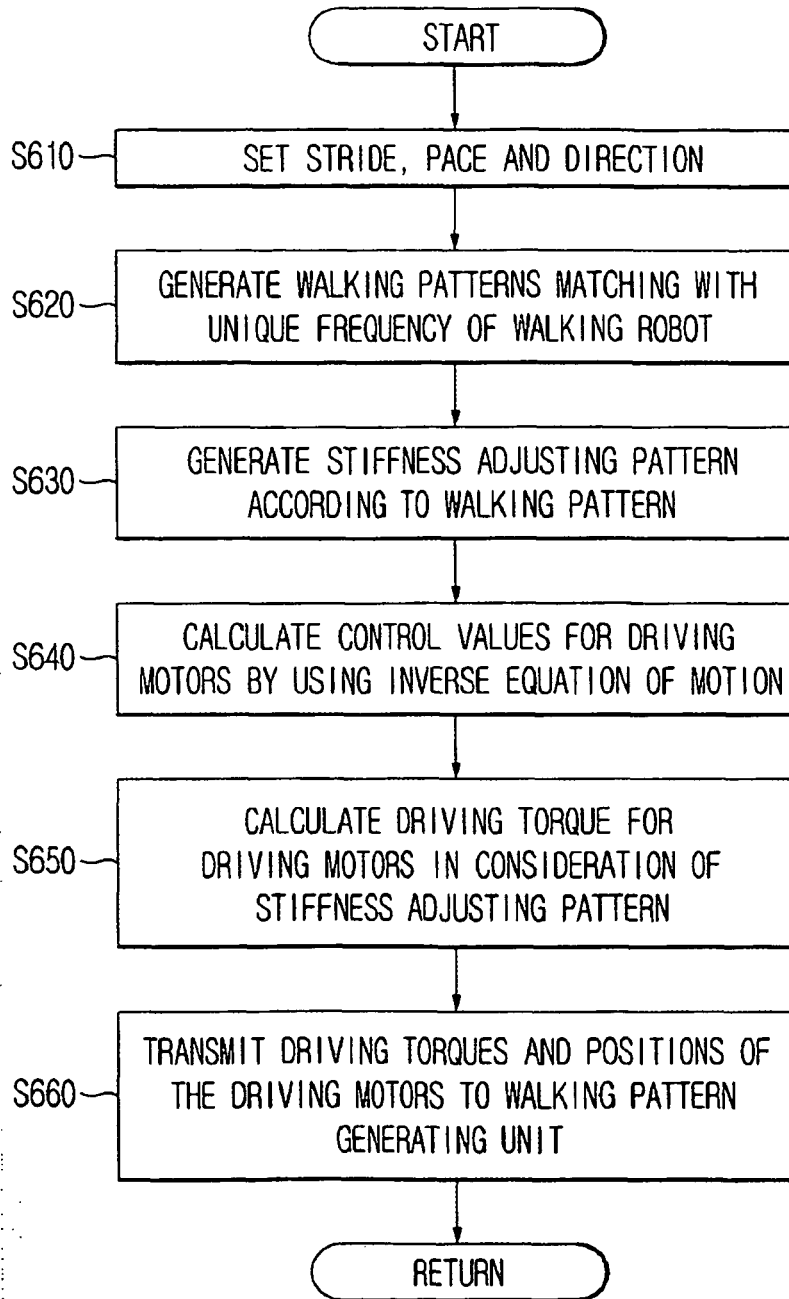 START
S610
SET STRIDE, PACE AND DIRECTION
S620
GENERATE WALKING PATTERNS MATCHING WITH
UNIQUE FREQUENCY OF WALKING ROBOT
S630
GENERATE STIFFNESS ADJUSTING PATTERN
ACCORDING TO WALKING PATTERN
S640
CALCULATE CONTROL VALUES FOR DRIVING
MOTORS BY USING INVERSE EQUATION OF MOTION
S650
CALCULATE DRIVING TORQUE FOR
DRIVING MOTORS IN CONSIDERATION OF
STIFFNESS ADJUSTING PATTERN
S660
TRANSMIT DRIVING TORQUES AND POSITIONS OF
THE DRIVING MOTORS TO WALKING PATTERN
GENERATING UNIT
RETURN